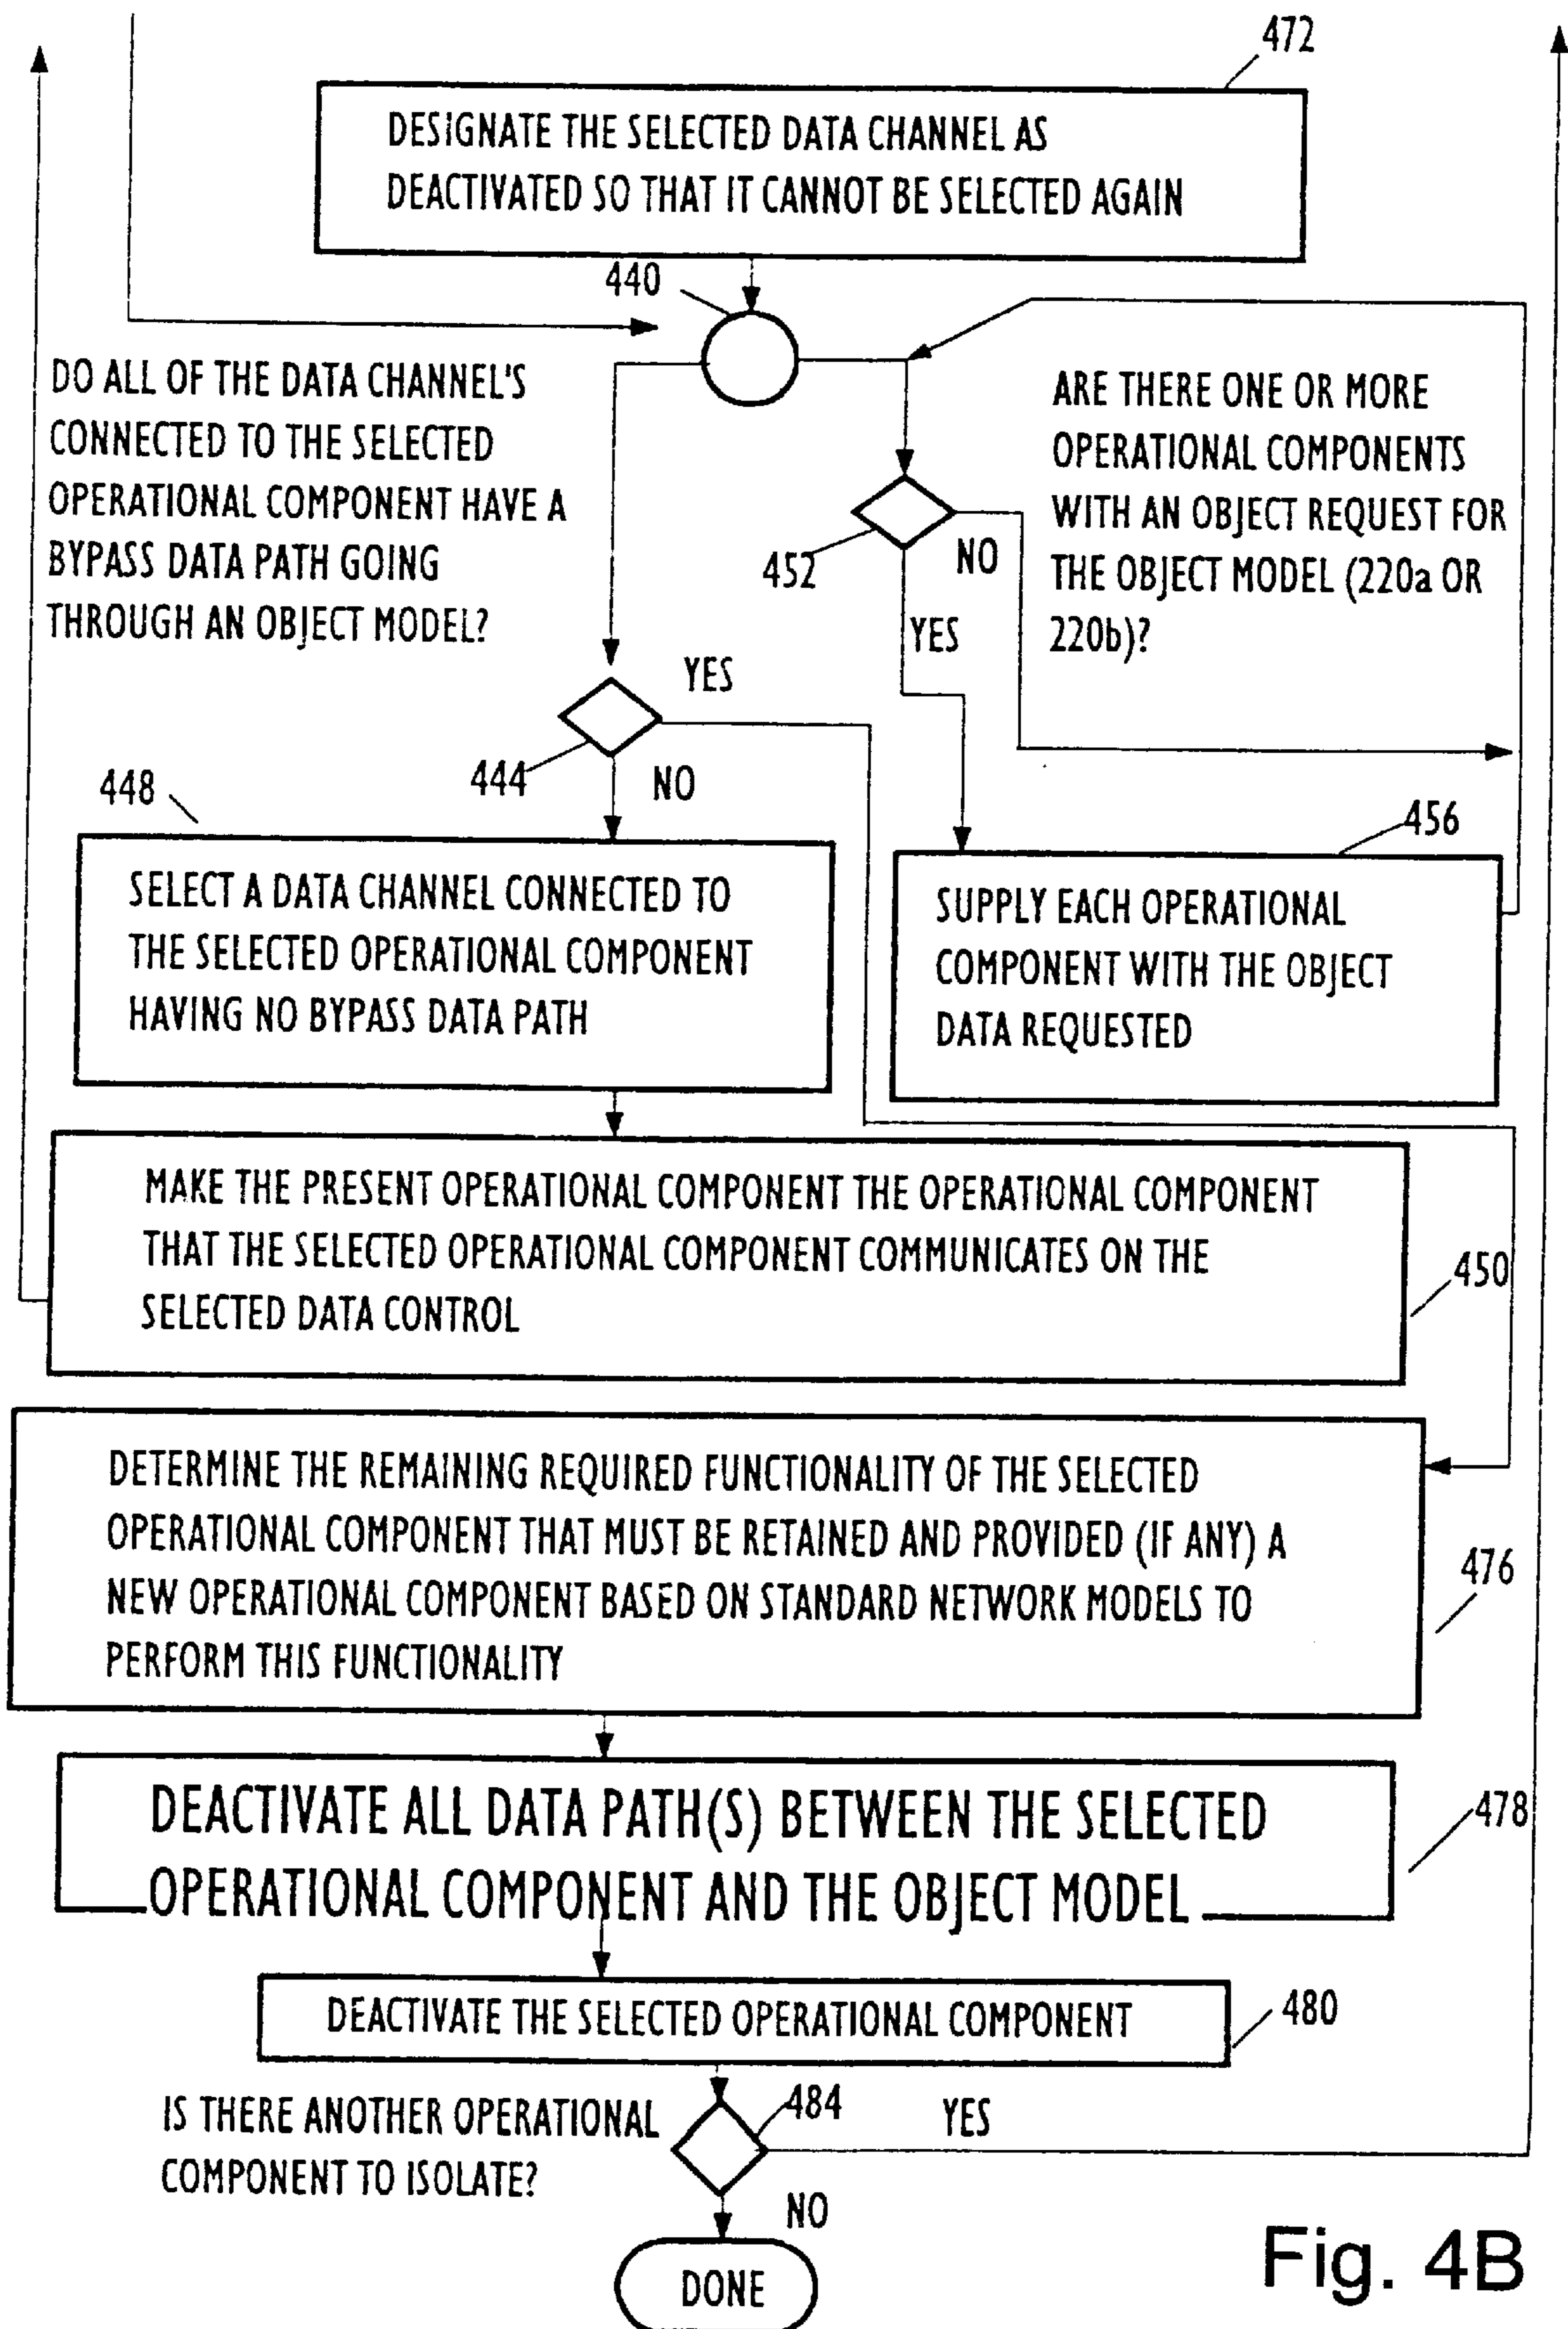 472
DESIGNATE THE SELECTED DATA CHANNEL AS
DEACTIVATED SO THAT IT CANNOT BE SELECTED AGAIN
440
DO ALL OF THE DATA CHANNEL'S
CONNECTED TO THE SELECTED
OPERATIONAL COMPONENT HAVE A
BYPASS DATA PATH GOING
THROUGH AN OBJECT MODEL?
ARE THERE ONE OR MORE
OPERATIONAL COMPONENTS
WITH AN OBJECT REQUEST FOR
THE OBJECT MODEL (220a OR
220b)?
452
NO
YES
YES
444
NO
448
SELECT A DATA CHANNEL CONNECTED TO
THE SELECTED OPERATIONAL COMPONENT
HAVING NO BYPASS DATA PATH
456
SUPPLY EACH OPERATIONAL
COMPONENT WITH THE OBJECT
DATA REQUESTED
MAKE THE PRESENT OPERATIONAL COMPONENT THE OPERATIONAL COMPONENT
THAT THE SELECTED OPERATIONAL COMPONENT COMMUNICATES ON THE
SELECTED DATA CONTROL
450
DETERMINE THE REMAINING REQUIRED FUNCTIONALITY OF THE SELECTED
OPERATIONAL COMPONENT THAT MUST BE RETAINED AND PROVIDED (IF ANY) A
NEW OPERATIONAL COMPONENT BASED ON STANDARD NETWORK MODELS TO
PERFORM THIS FUNCTIONALITY
476
DEACTIVATE ALL DATA PATH(S) BETWEEN THE SELECTED
OPERATIONAL COMPONENT AND THE OBJECT MODEL
478
DEACTIVATE THE SELECTED OPERATIONAL COMPONENT
480
IS THERE ANOTHER OPERATIONAL
COMPONENT TO ISOLATE?
484
YES
NO
DONE
Fig. 4B